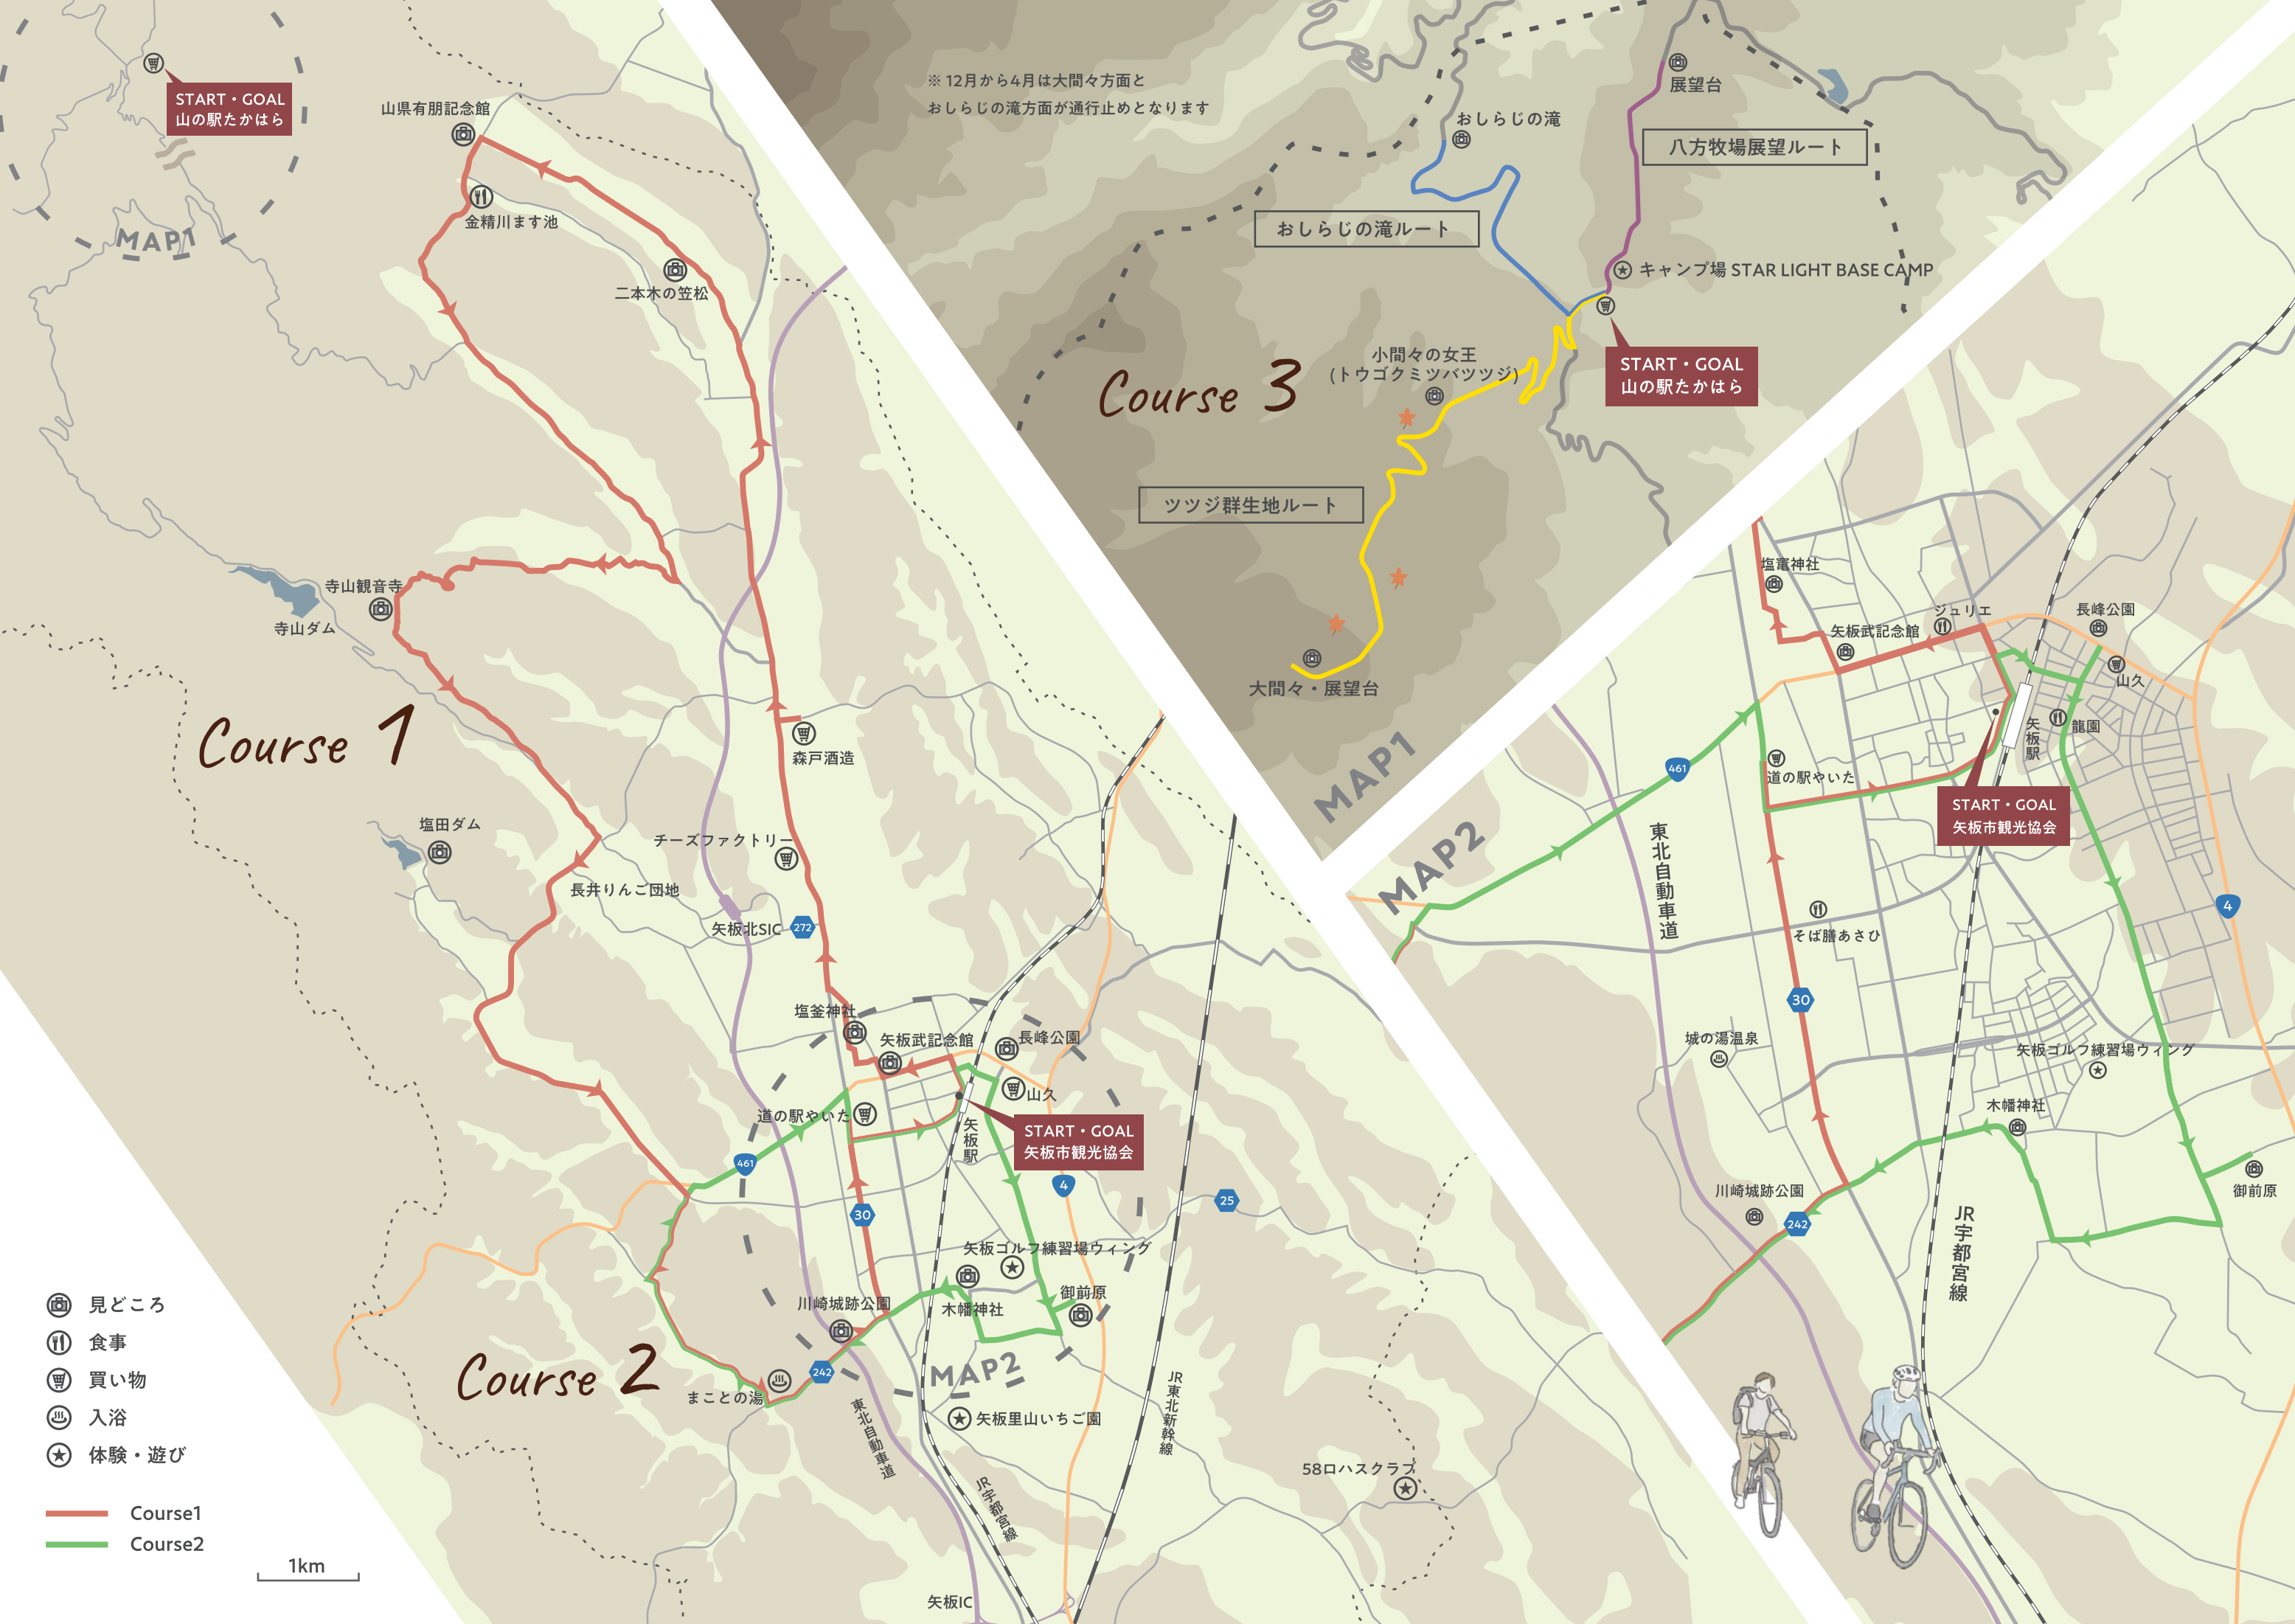 START・GOAL
山の駅たかはら
MAP1
山県有朋記念館
金精川ます池
二本木の笠松
寺山観音寺
寺山ダム
Course 1
森戸酒造
塩田ダム
チーズファクトリー
長井りんご団地
矢板北SIC
272
塩釜神社
矢板武記念館
長峰公園
山久
道の駅やいた
矢板駅
START・GOAL
矢板市観光協会
461
4
25
30
矢板ゴルフ練習場ウィング
御前原
木幡神社
川崎城跡公園
242
MAP2
Course 2
まことの湯
東北自動車道
矢板里山いちご園
JR東北新幹線
JR宇都宮線
58ロハスクラブ
矢板IC
見どころ
食事
買い物
入浴
体験・遊び
Course1
Course2
1km
※ 12月から4月は大間々方面と
おしらじの滝方面が通行止めとなります
展望台
おしらじの滝
八方牧場展望ルート
おしらじの滝ルート
キャンプ場 STAR LIGHT BASE CAMP
START・GOAL
山の駅たかはら
小間々の女王
(トウゴクミツバツツジ)
Course 3
ツツジ群生地ルート
大間々・展望台
MAP1
MAP2
塩竈神社
矢板武記念館
ジュリエ
長峰公園
山久
龍園
矢板駅
461
道の駅やいた
START・GOAL
矢板市観光協会
東北自動車道
4
そば膳あさひ
30
城の湯温泉
矢板ゴルフ練習場ウィング
木幡神社
御前原
川崎城跡公園
242
JR宇都宮線